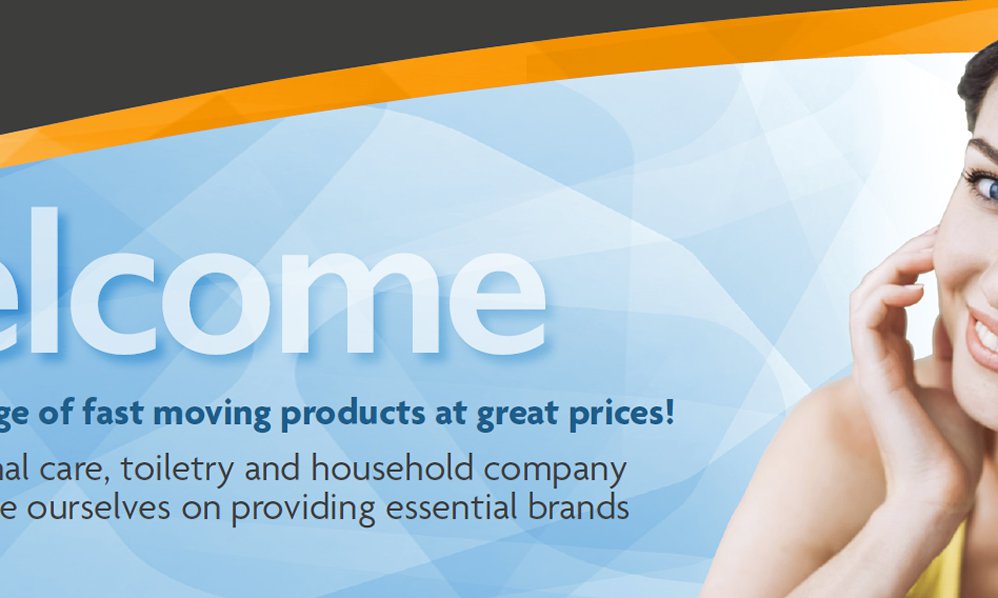 elcome
ge of fast moving products at great prices!
nal care, toiletry and household company
e ourselves on providing essential brands